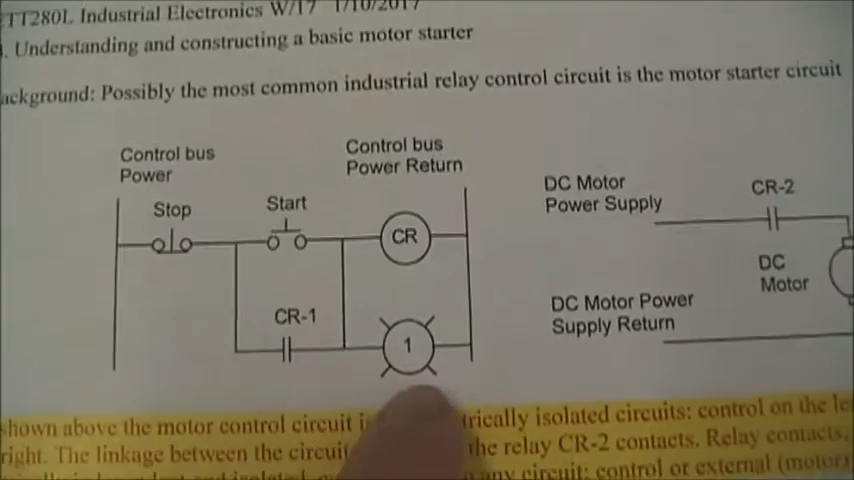 ETT280L Industrial Electronics W/17 1/10/2017
. Understanding and constructing a basic motor starter
ackground: Possibly the most common industrial relay control circuit is the motor starter circuit
Control bus
Power
Control bus
Power Return
Stop
Start
CR
CR-1
1
DC Motor
Power Supply
CR-2
DC
Motor
DC Motor Power
Supply Return
shown above the motor control circuit trically isolated circuits: control on the
right. The linkage between the the relay CR-2 contacts. Relay contacts,
any circuit: control or external (motor)